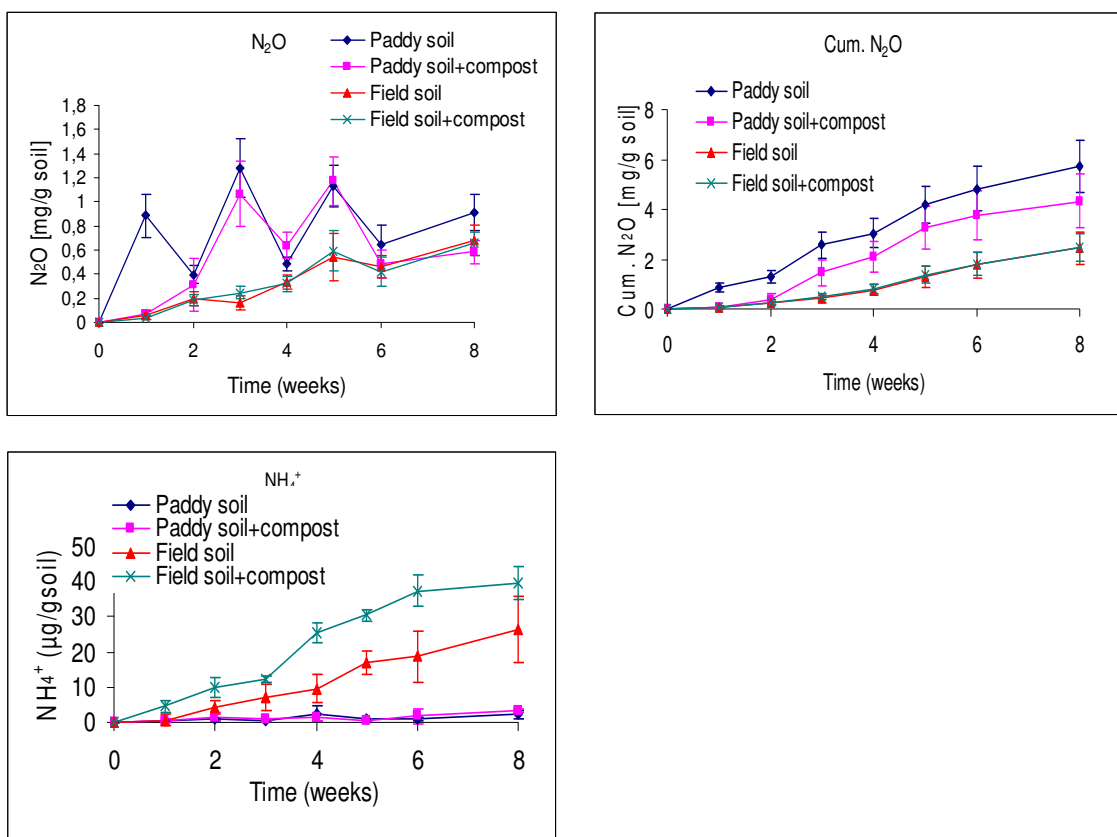 N₂O
Paddy soil
Paddy soil+compost
Field soil
Field soil+compost
N₂O [mg/g soil]
1,8
1,6
1,4
1,2
1
0,8
0,6
0,4
0,2
0
0 2 4 6 8
Time (weeks)
Cum. N₂O
Paddy soil
Paddy soil+compost
Field soil
Field soil+compost
Cum. N₂O [mg/g soil]
8
6
4
2
0
0 2 4 6 8
Time (weeks)
NH₄⁺
Paddy soil
Paddy soil+compost
Field soil
Field soil+compost
NH₄⁺ (µg/gsoil)
50
40
30
20
10
0
0 2 4 6 8
Time (weeks)